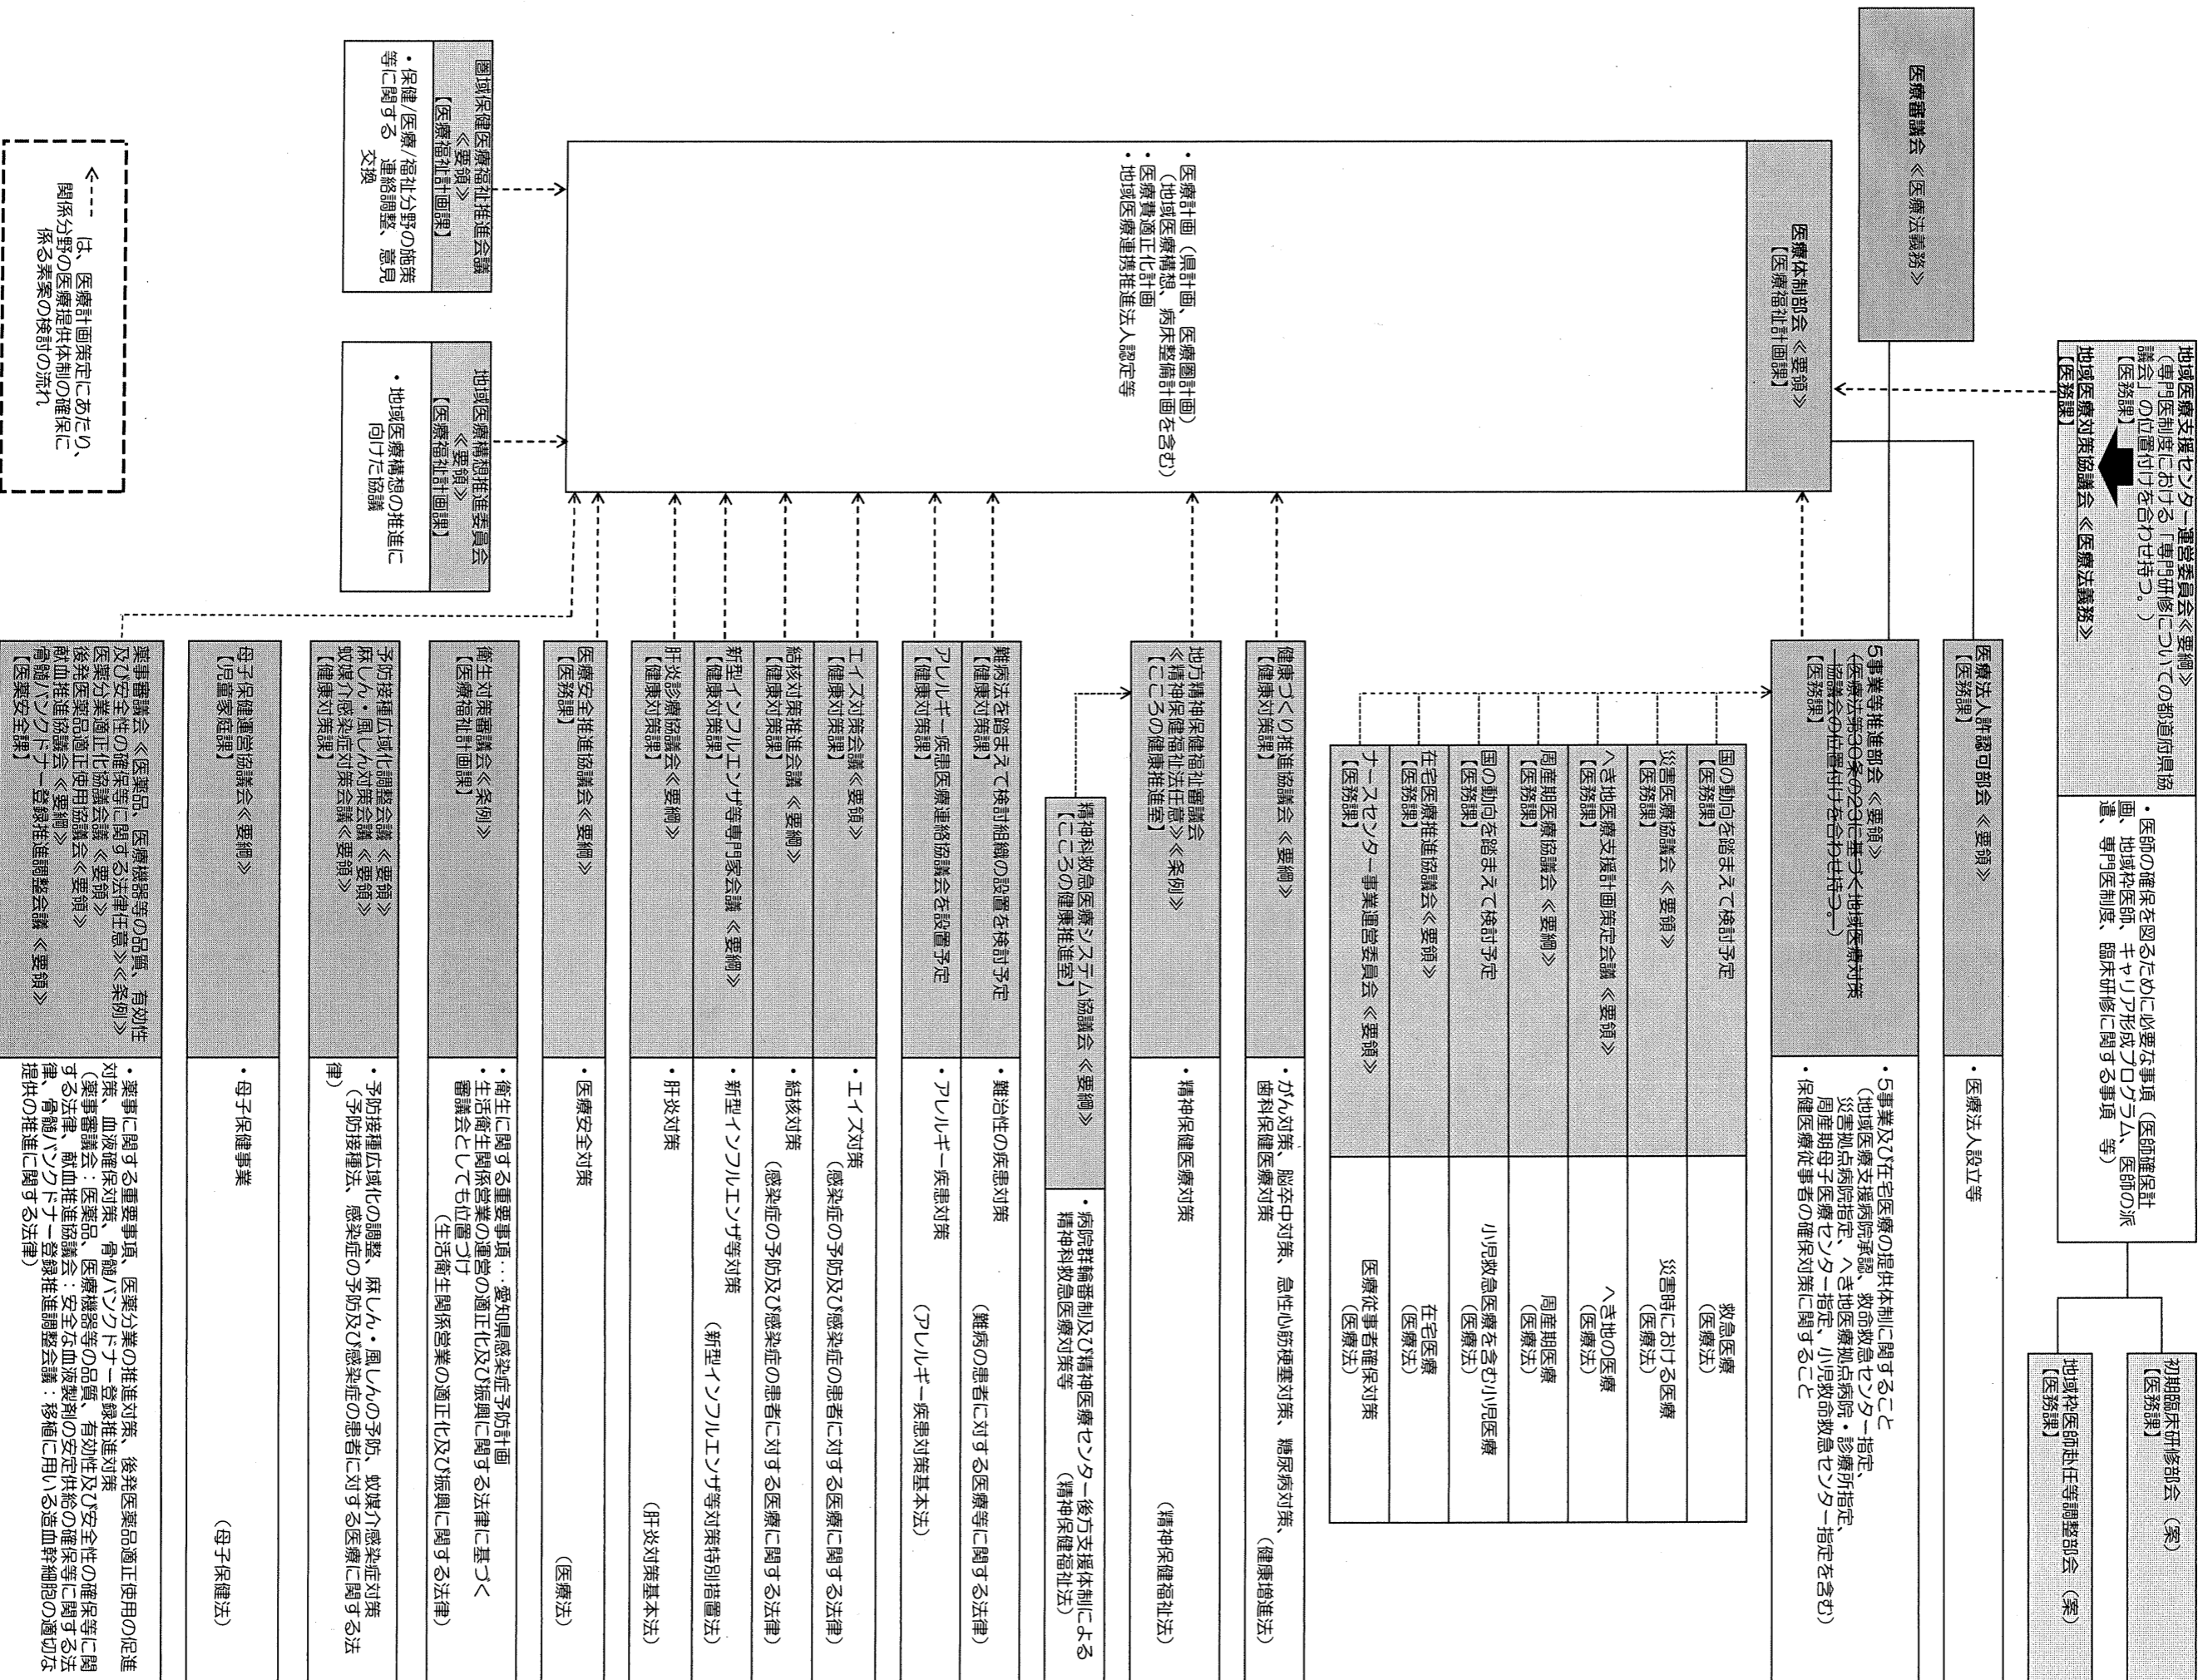 地域医療支援センター運営委員会≪要綱≫
（専門医制度における「専門研修についての都道府県協
議会」の位置付けを合わせ持つ。）
【医務課】
地域医療対策協議会 ≪医療法義務≫
【医務課】
・医師の確保を図るために必要な事項（医師確保計
画、地域枠医師、キャリア形成プログラム、医師の派
遣、専門医制度、臨床研修に関する事項　等）
初期臨床研修部会　（案）
【医務課】
地域枠医師赴任等調整部会　（案）
【医務課】
医療審議会 ≪医療法義務≫
医療法人許認可部会 ≪要領≫
【医務課】
・医療法人設立等
医療体制部会 ≪要領≫
【医療福祉計画課】
・医療計画（県計画、医療圏計画）
（地域医療構想、病床整備計画を含む）
・医療費適正化計画
・地域医療連携推進法人認定等
5事業等推進部会 ≪要領≫
（医療法第30条の23に基づく地域医療対策
協議会の位置付けを合わせ持つ。）
【医務課】
・5事業及び在宅医療の提供体制に関すること
（地域医療支援病院承認、救命救急センター指定、
災害拠点病院指定、へき地医療拠点病院・診療所指定、
周産期母子医療センター指定、小児救命救急センター指定を含む）
・保健医療従事者の確保対策に関すること
国の動向を踏まえて検討予定
【医務課】
救急医療
（医療法）
災害医療協議会 ≪要領≫
【医務課】
災害時における医療
（医療法）
へき地医療支援計画策定会議 ≪要領≫
【医務課】
へき地の医療
（医療法）
周産期医療協議会 ≪要綱≫
【医務課】
周産期医療
（医療法）
国の動向を踏まえて検討予定
【医務課】
小児救急医療を含む小児医療
（医療法）
在宅医療推進協議会≪要領≫
【医務課】
在宅医療
（医療法）
ナースセンター事業運営委員会 ≪要領≫
【医務課】
医療従事者確保対策
（医療法）
健康づくり推進協議会 ≪要綱≫
【健康対策課】
・がん対策、脳卒中対策、急性心筋梗塞対策、糖尿病対策、
歯科保健医療対策
（健康増進法）
地方精神保健福祉審議会
≪精神保健福祉法任意≫≪条例≫
【こころの健康推進室】
・精神保健医療対策
（精神保健福祉法）
精神科救急医療システム協議会 ≪要綱≫
【こころの健康推進室】
・病院群輪番制及び精神医療センター後方支援体制による
精神科救急医療対策等
（精神保健福祉法）
難病法を踏まえて検討組織の設置を検討予定
【健康対策課】
・難治性の疾患対策
（難病の患者に対する医療等に関する法律）
アレルギー疾患医療連絡協議会を設置予定
【健康対策課】
・アレルギー疾患対策
（アレルギー疾患対策基本法）
エイズ対策会議≪要領≫
【健康対策課】
・エイズ対策
（感染症の予防及び感染症の患者に対する医療に関する法律）
結核対策推進会議 ≪要綱≫
【健康対策課】
・結核対策
（感染症の予防及び感染症の患者に対する医療に関する法律）
新型インフルエンザ等専門家会議 ≪要綱≫
【健康対策課】
・新型インフルエンザ等対策
（新型インフルエンザ等対策特別措置法）
肝炎診療協議会≪要綱≫
【健康対策課】
・肝炎対策
（肝炎対策基本法）
医療安全推進協議会≪要綱≫
【医務課】
・医療安全対策
（医療法）
衛生対策審議会≪条例≫
【医療福祉計画課】
・衛生に関する重要事項…愛知県感染症予防計画
・生活衛生関係営業の運営の適正化及び振興に関する法律に基づく
審議会としても位置づけ
（生活衛生関係営業の適正化及び振興に関する法律）
予防接種広域化調整会議 ≪要領≫
麻しん・風しん対策会議 ≪要領≫
蚊媒介感染症対策会議≪要領≫
【健康対策課】
・予防接種広域化の調整、麻しん・風しんの予防、蚊媒介感染症対策
（予防接種法、感染症の予防及び感染症の患者に対する医療に関する法
律）
母子保健運営協議会≪要綱≫
【児童家庭課】
・母子保健事業
（母子保健法）
薬事審議会 ≪医薬品、医療機器等の品質、有効性
及び安全性の確保等に関する法律任意≫≪条例≫
医薬分業適正化協議会会議 ≪要領≫
後発医薬品適正使用協議会≪要領≫
献血推進協議会 ≪要綱≫
骨髄バンクドナー登録推進調整会議 ≪要領≫
【医薬安全課】
・薬事に関する重要事項、医薬分業の推進対策、後発医薬品適正使用の促進
対策、血液確保対策、骨髄バンクドナー登録推進対策
（薬事審議会：医薬品、医療機器等の品質、有効性及び安全性の確保等に関
する法律、献血推進協議会：安全な血液製剤の安定供給の確保等に関する法
律、骨髄バンクドナー登録推進調整会議：移植に用いる造血幹細胞の適切な
提供の推進に関する法律）
圏域保健医療福祉推進会議
≪要領≫
【医療福祉計画課】
・保健/医療/福祉分野の施策
等に関する　連絡調整、意見
交換
地域医療構想推進委員会
≪要領≫
【医療福祉計画課】
・地域医療構想の推進に
向けた協議
は、医療計画策定にあたり、
関係分野の医療提供体制の確保に
係る素案の検討の流れ